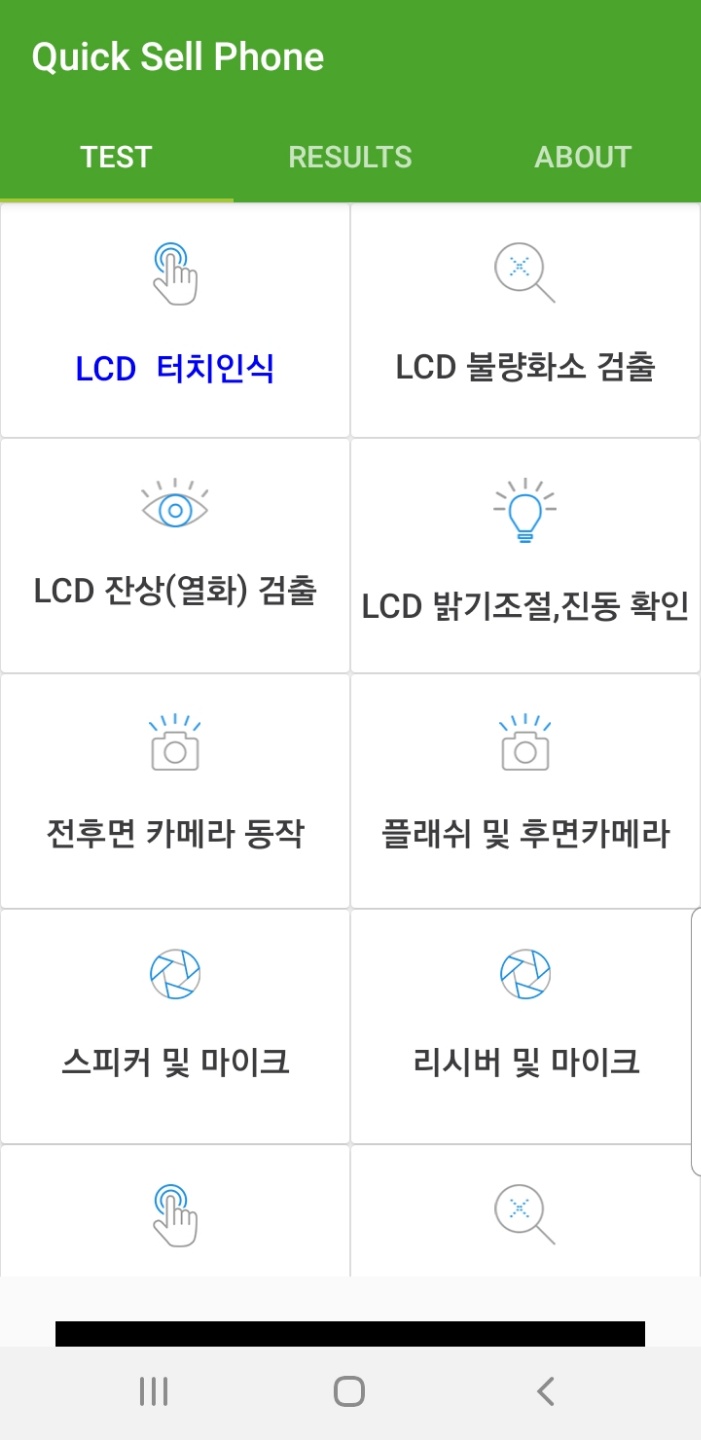 Quick Sell Phone
TEST RESULTS ABOUT
LCD 터치인식
LCD 불량화소 검출
LCD 잔상(열화) 검출
LCD 밝기조절,진동 확인
전후면 카메라 동작
플래쉬 및 후면카메라
스피커 및 마이크
리시버 및 마이크